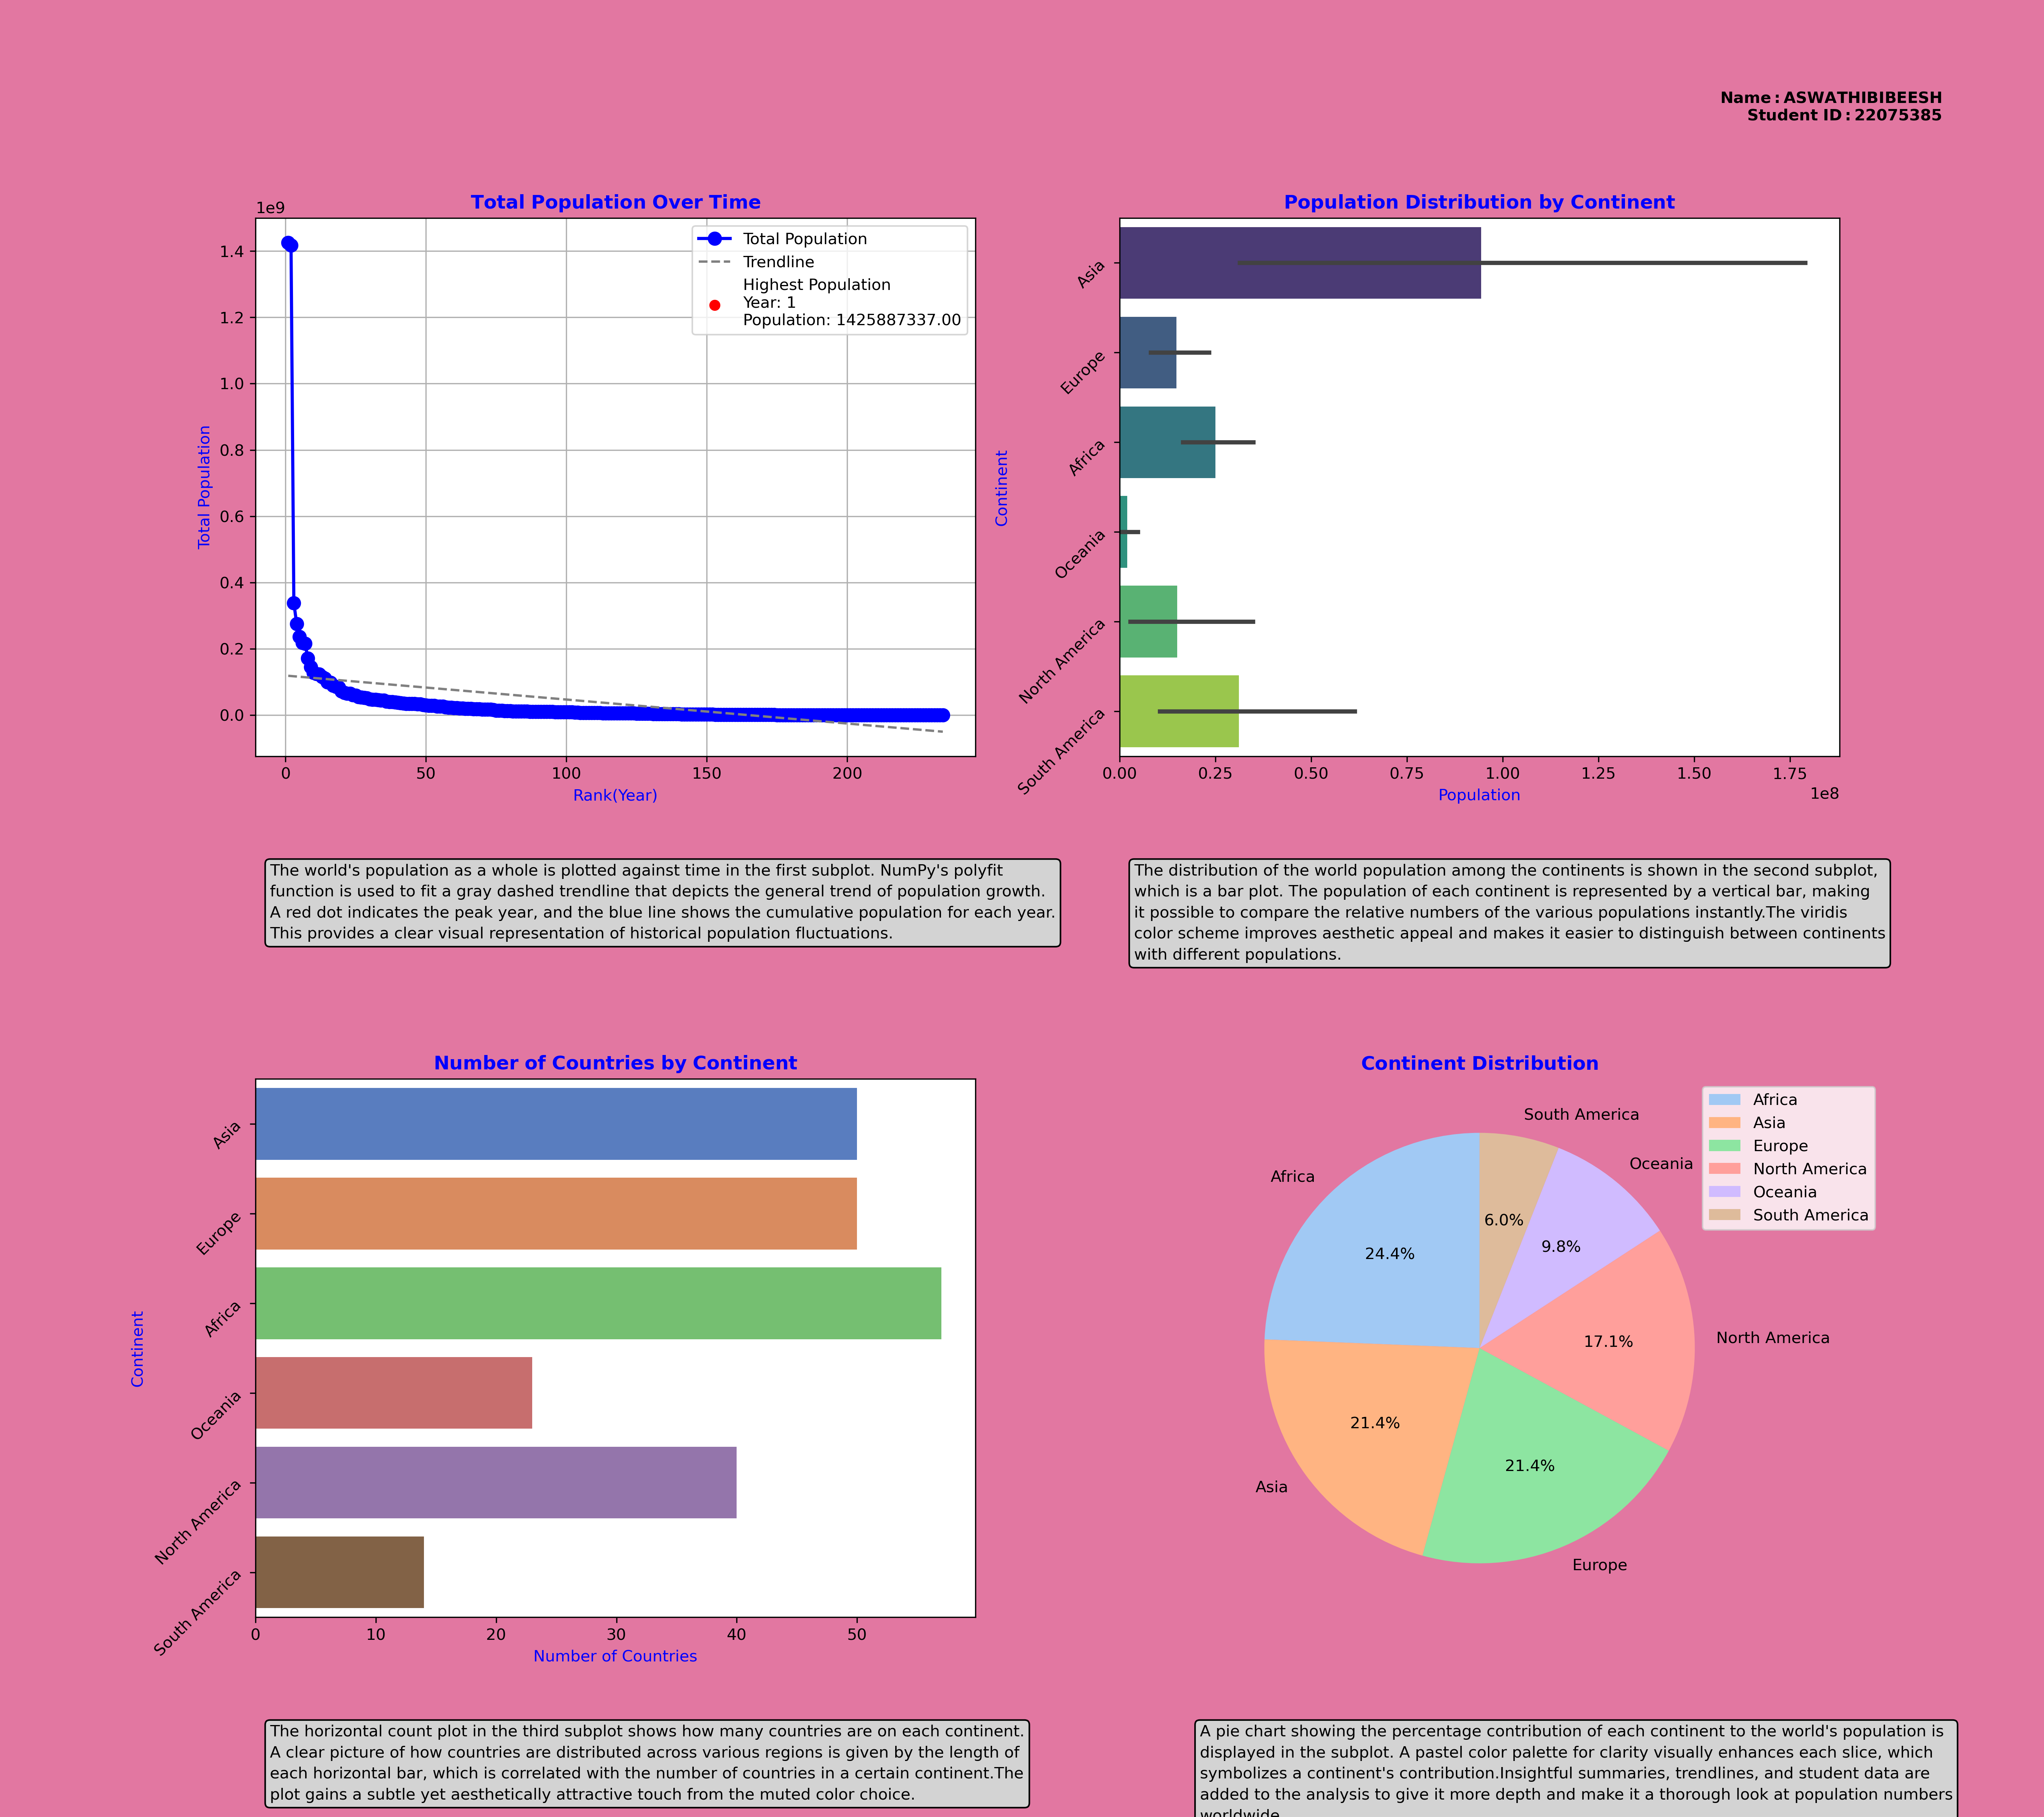 Name : ASWATHIBIBEESH
Student ID : 22075385
Total Population Over Time
1e9
1.4
1.2
1.0
0.8
0.6
0.4
0.2
0.0
Total Population
Total Population
Trendline
Highest Population
Year: 1
Population: 1425887337.00
0 50 100 150 200
Rank(Year)
Population Distribution by Continent
Continent
Asia
Europe
Africa
Oceania
North America
South America
0.00 0.25 0.50 0.75 1.00 1.25 1.50 1.75
1e8
Population
The world's population as a whole is plotted against time in the first subplot. NumPy's polyfit
function is used to fit a gray dashed trendline that depicts the general trend of population growth.
A red dot indicates the peak year, and the blue line shows the cumulative population for each year.
This provides a clear visual representation of historical population fluctuations.
The distribution of the world population among the continents is shown in the second subplot,
which is a bar plot. The population of each continent is represented by a vertical bar, making
it possible to compare the relative numbers of the various populations instantly.The viridis
color scheme improves aesthetic appeal and makes it easier to distinguish between continents
with different populations.
Number of Countries by Continent
Continent
Asia
Europe
Africa
Oceania
North America
South America
0 10 20 30 40 50
Number of Countries
Continent Distribution
Africa
Asia
Europe
North America
Oceania
South America
South America
Oceania
Africa
North America
Asia
Europe
6.0%
9.8%
24.4%
17.1%
21.4%
21.4%
The horizontal count plot in the third subplot shows how many countries are on each continent.
A clear picture of how countries are distributed across various regions is given by the length of
each horizontal bar, which is correlated with the number of countries in a certain continent.The
plot gains a subtle yet aesthetically attractive touch from the muted color choice.
A pie chart showing the percentage contribution of each continent to the world's population is
displayed in the subplot. A pastel color palette for clarity visually enhances each slice, which
symbolizes a continent's contribution.Insightful summaries, trendlines, and student data are
added to the analysis to give it more depth and make it a thorough look at population numbers
worldwide